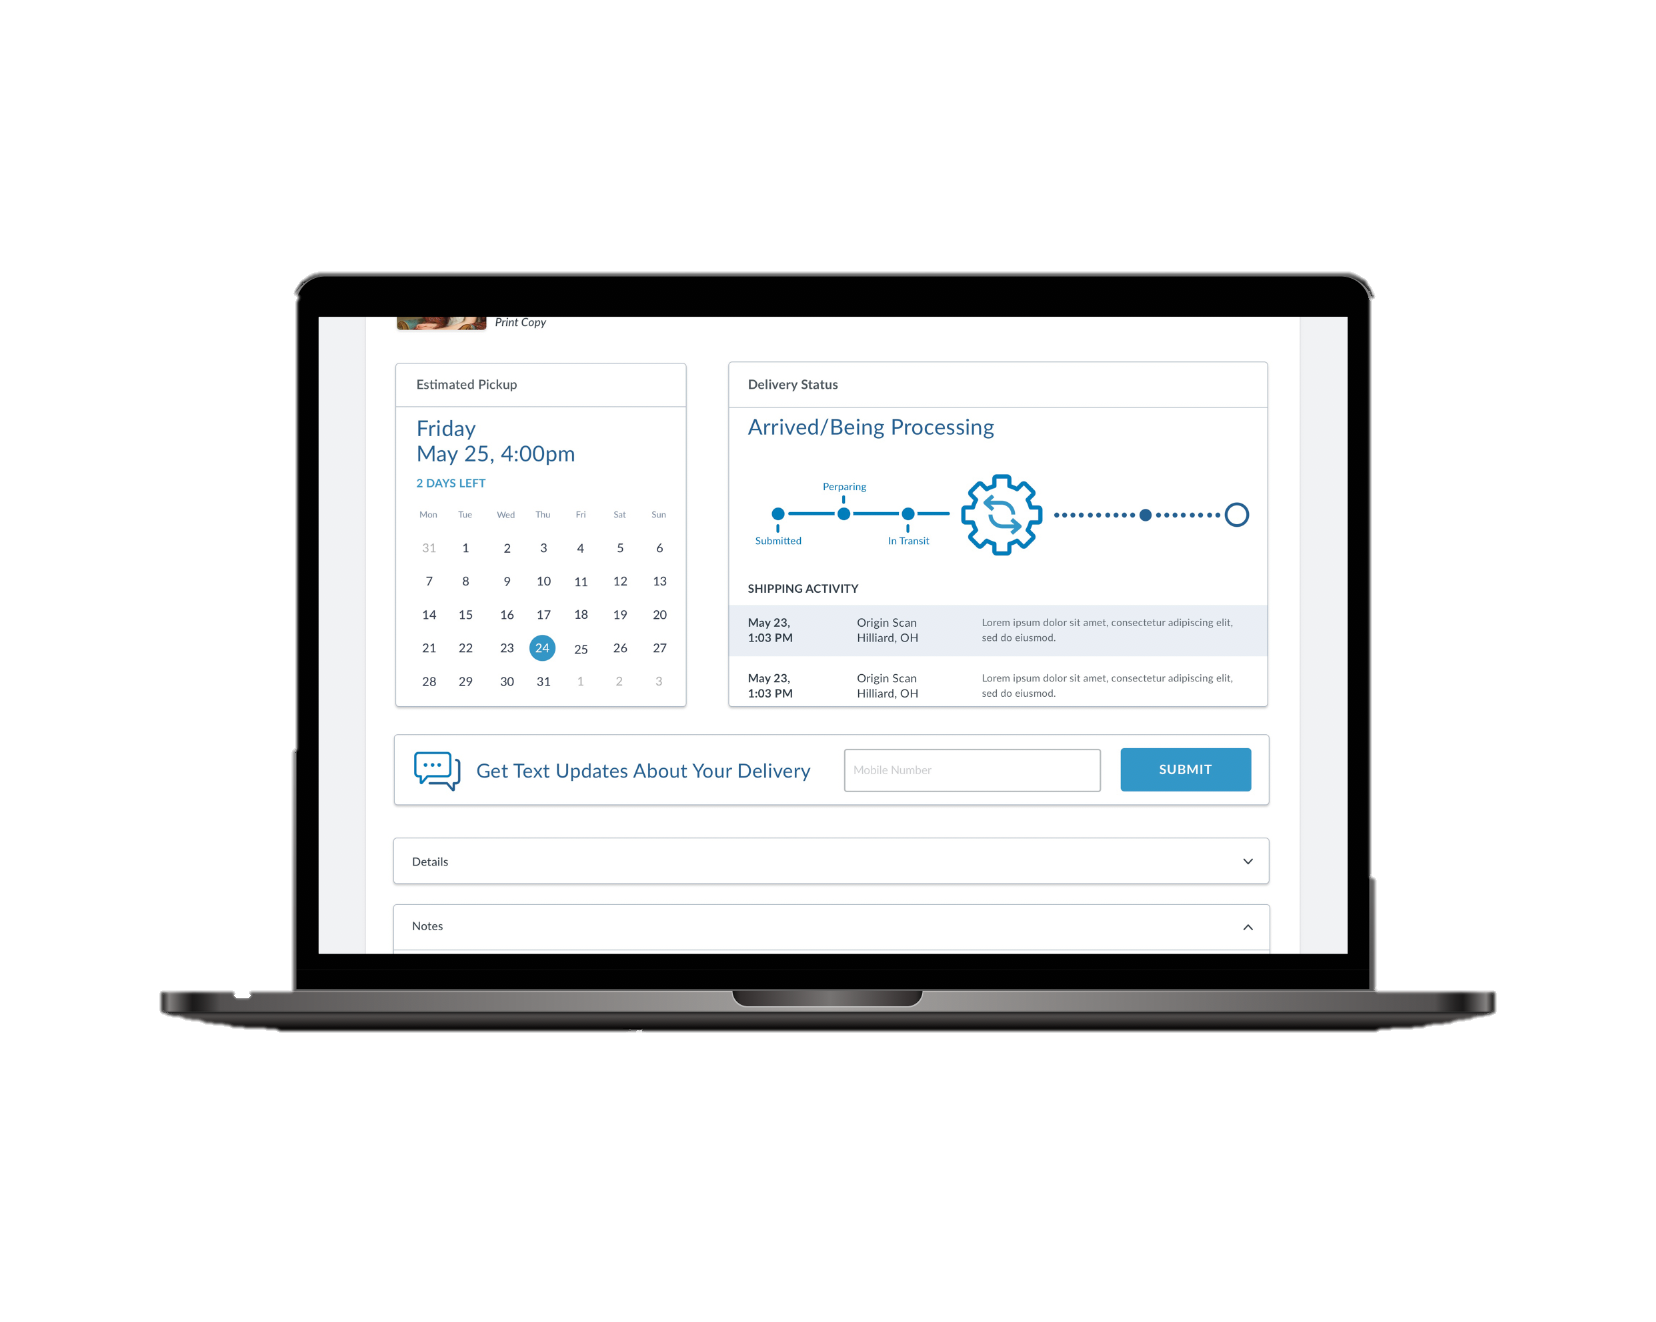 Print Copy
Estimated Pickup
Friday
May 25, 4:00pm
2 DAYS LEFT
Mon Tue Wed Thu Fri Sat Sun
31 1 2 3 4 5 6
7 8 9 10 11 12 13
14 15 16 17 18 19 20
21 22 23 24 25 26 27
28 29 30 31 1 2 3
Delivery Status
Arrived/Being Processing
Perparing
Submitted In Transit
SHIPPING ACTIVITY
May 23, Origin Scan Lorem ipsum dolor sit amet, consectetur adipiscing elit,
1:03 PM Hilliard, OH sed do eiusmod.
May 23, Origin Scan Lorem ipsum dolor sit amet, consectetur adipiscing elit,
1:03 PM Hilliard, OH sed do eiusmod.
Get Text Updates About Your Delivery Mobile Number SUBMIT
Details
Notes